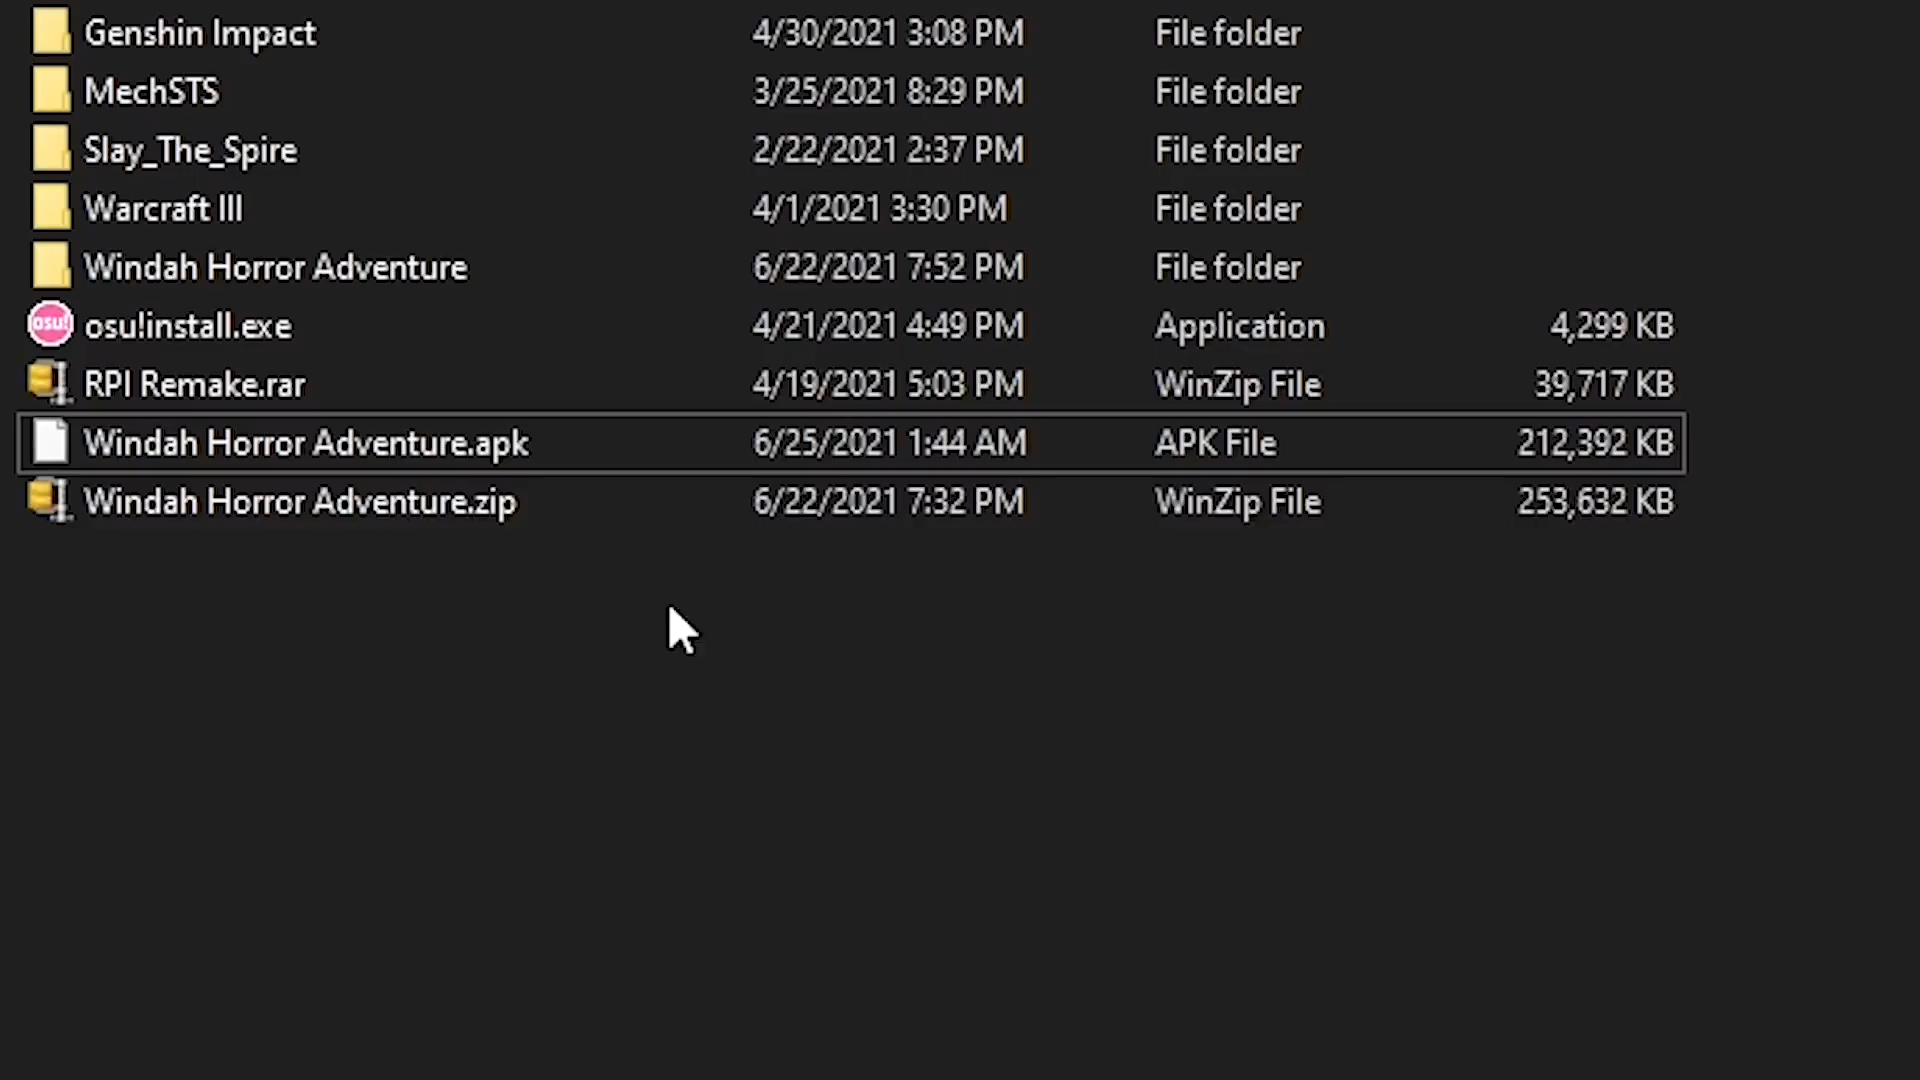 Genshin Impact 4/30/2021 3:08 PM File folder
MechSTS 3/25/2021 8:29 PM File folder
Slay_The_Spire 2/22/2021 2:37 PM File folder
Warcraft III 4/1/2021 3:30 PM File folder
Windah Horror Adventure 6/22/2021 7:52 PM File folder
osu! osu!install.exe 4/21/2021 4:49 PM Application 4,299 KB
RPI Remake.rar 4/19/2021 5:03 PM WinZip File 39,717 KB
Windah Horror Adventure.apk 6/25/2021 1:44 AM APK File 212,392 KB
Windah Horror Adventure.zip 6/22/2021 7:32 PM WinZip File 253,632 KB